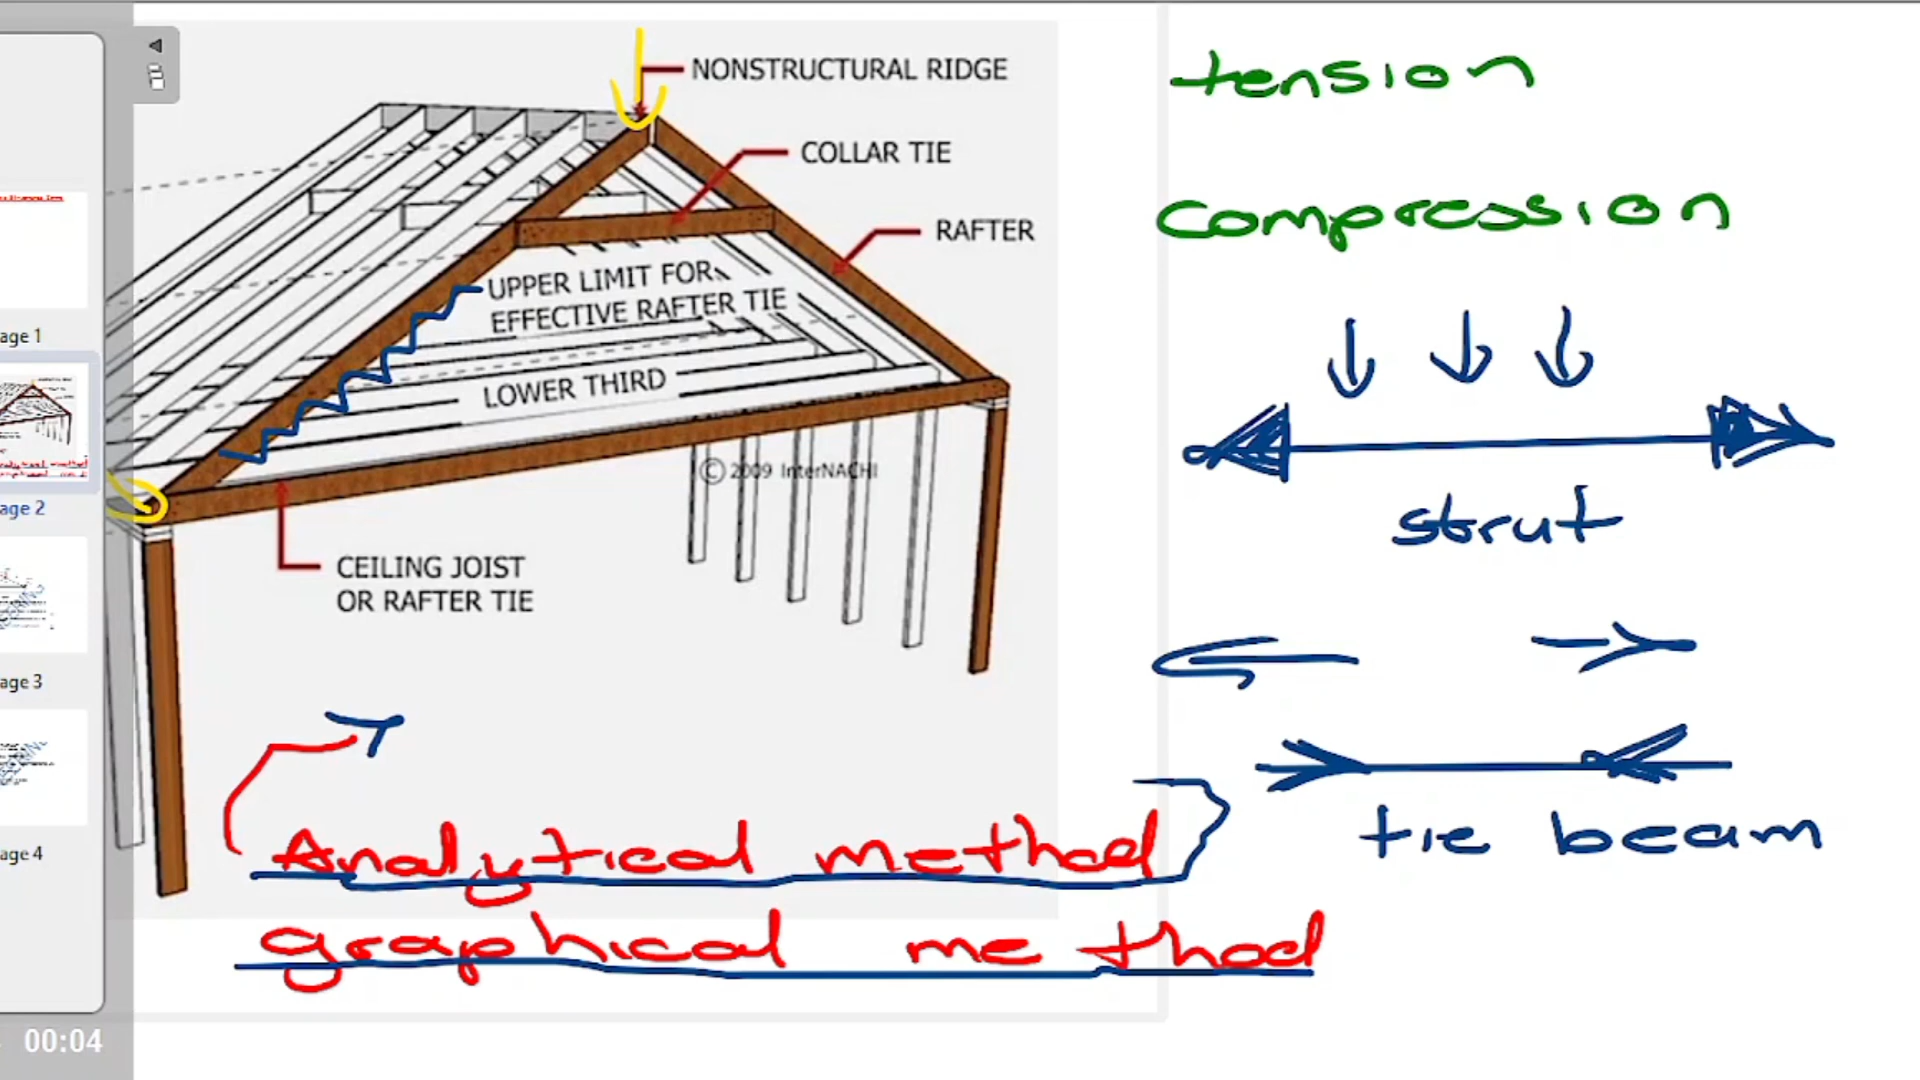 NONSTRUCTURAL RIDGE
COLLAR TIE
RAFTER
UPPER LIMIT FOR
EFFECTIVE RAFTER TIE
LOWER THIRD
© 2009 InterNACHI
CEILING JOIST
OR RAFTER TIE
tension
compression
strut
tie beam
Analytical method
graphical method
age 1
age 2
age 3
age 4
00:04